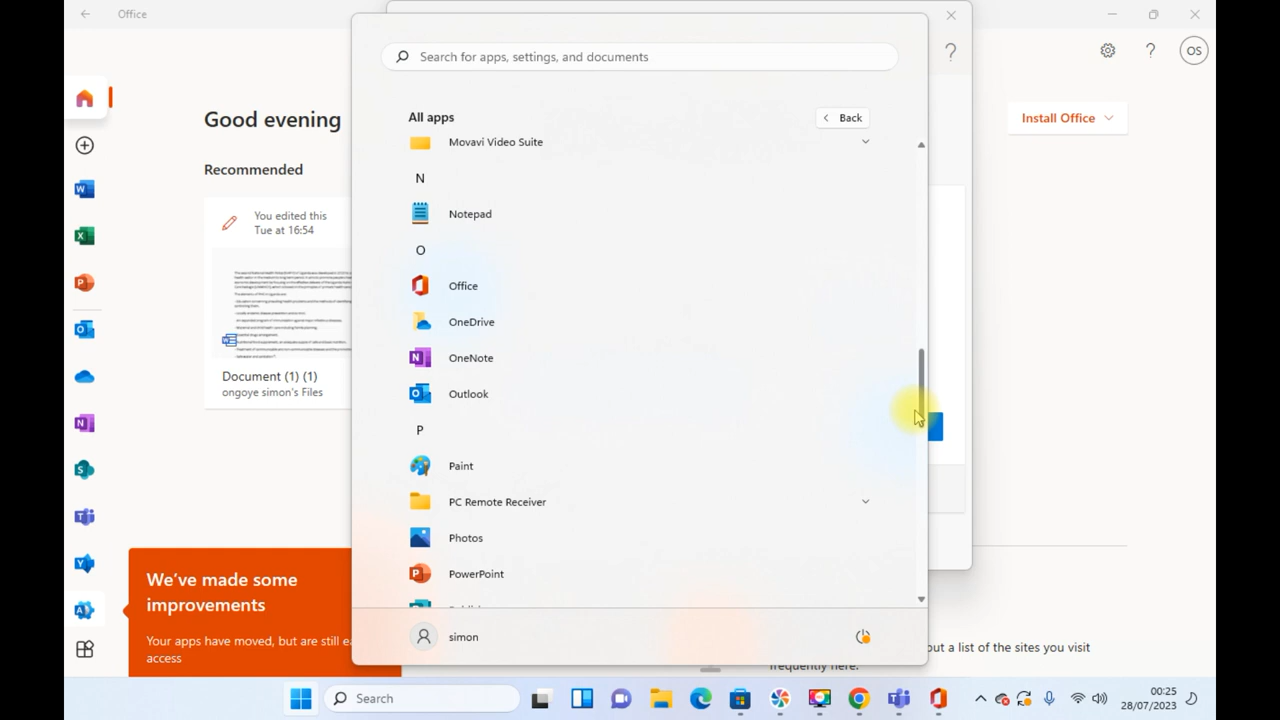 Office
Search for apps, settings, and documents
Good evening
All apps
Back
Install Office
Recommended
You edited this
Tue at 16:54
Document (1) (1)
ongoye simon's Files
Movavi Video Suite
N
Notepad
O
Office
OneDrive
OneNote
Outlook
P
Paint
PC Remote Receiver
Photos
PowerPoint
simon
We've made some
improvements
Your apps have moved, but are still
access
out a list of the sites you visit
frequently here.
OS
Search
00:25
28/07/2023